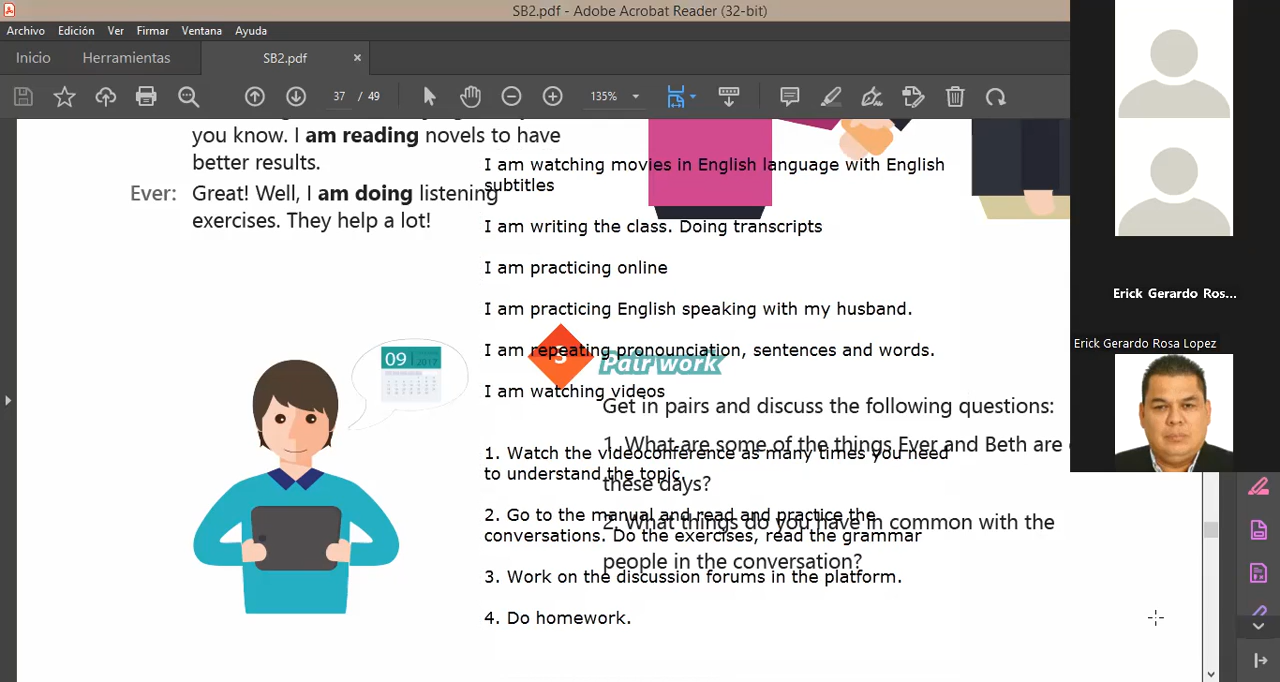 SB2.pdf - Adobe Acrobat Reader (32-bit)
Archivo Edición Ver Firmar Ventana Ayuda
Inicio Herramientas SB2.pdf ×
37 / 49 135%
you know. I am reading novels to have
better results.
Ever: Great! Well, I am doing listening
exercises. They help a lot!
I am watching movies in English language with English
subtitles
I am writing the class. Doing transcripts
I am practicing online
I am practicing English speaking with my husband.
I am repeating pronounciation, sentences and words.
I am watching videos
1. Watch the videoconference as many times you need
to understand the topic.
2. Go to the manual and read and practice the
conversations. Do the exercises, read the grammar
3. Work on the discussion forums in the platform.
4. Do homework.
09 2017
3 Pair work
Get in pairs and discuss the following questions:
1. What are some of the things Ever and Beth are
these days?
2. What things do you have in common with the
people in the conversation?
Erick Gerardo Ros...
Erick Gerardo Rosa Lopez